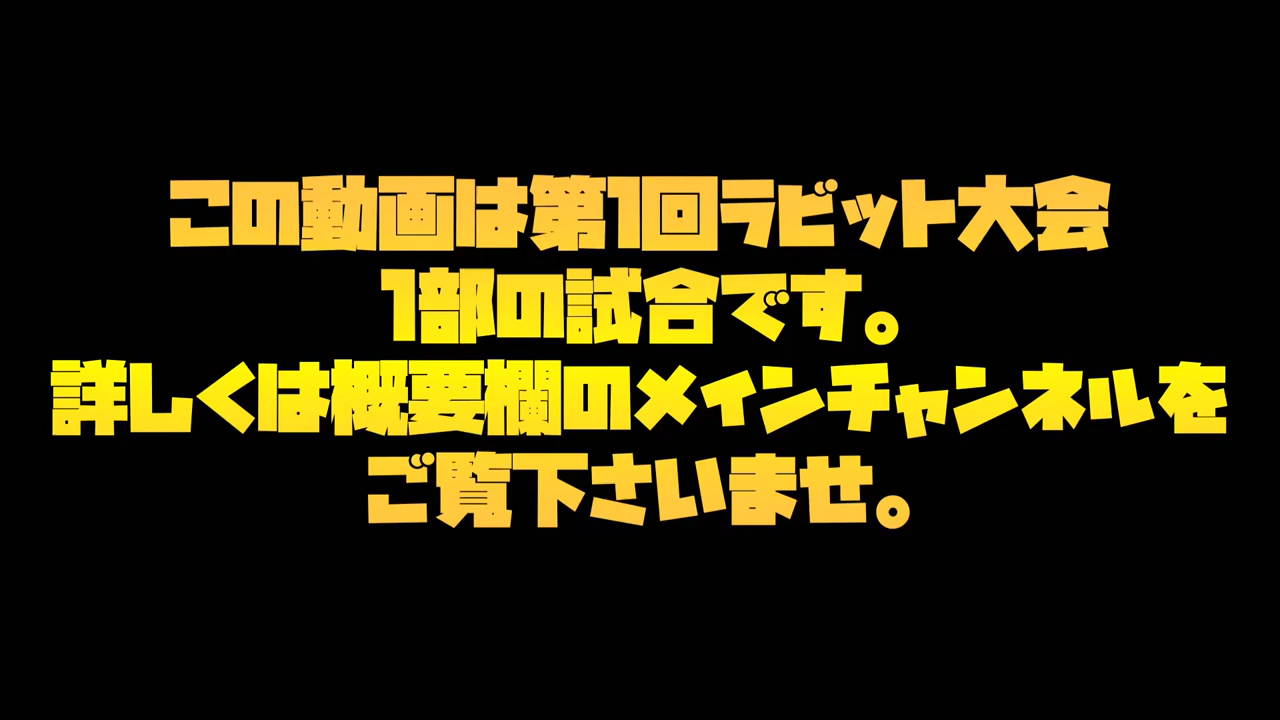 この動画は第1回ラビット大会
1部の試合です。
詳しくは概要欄のメインチャンネルを
ご覧下さいませ。